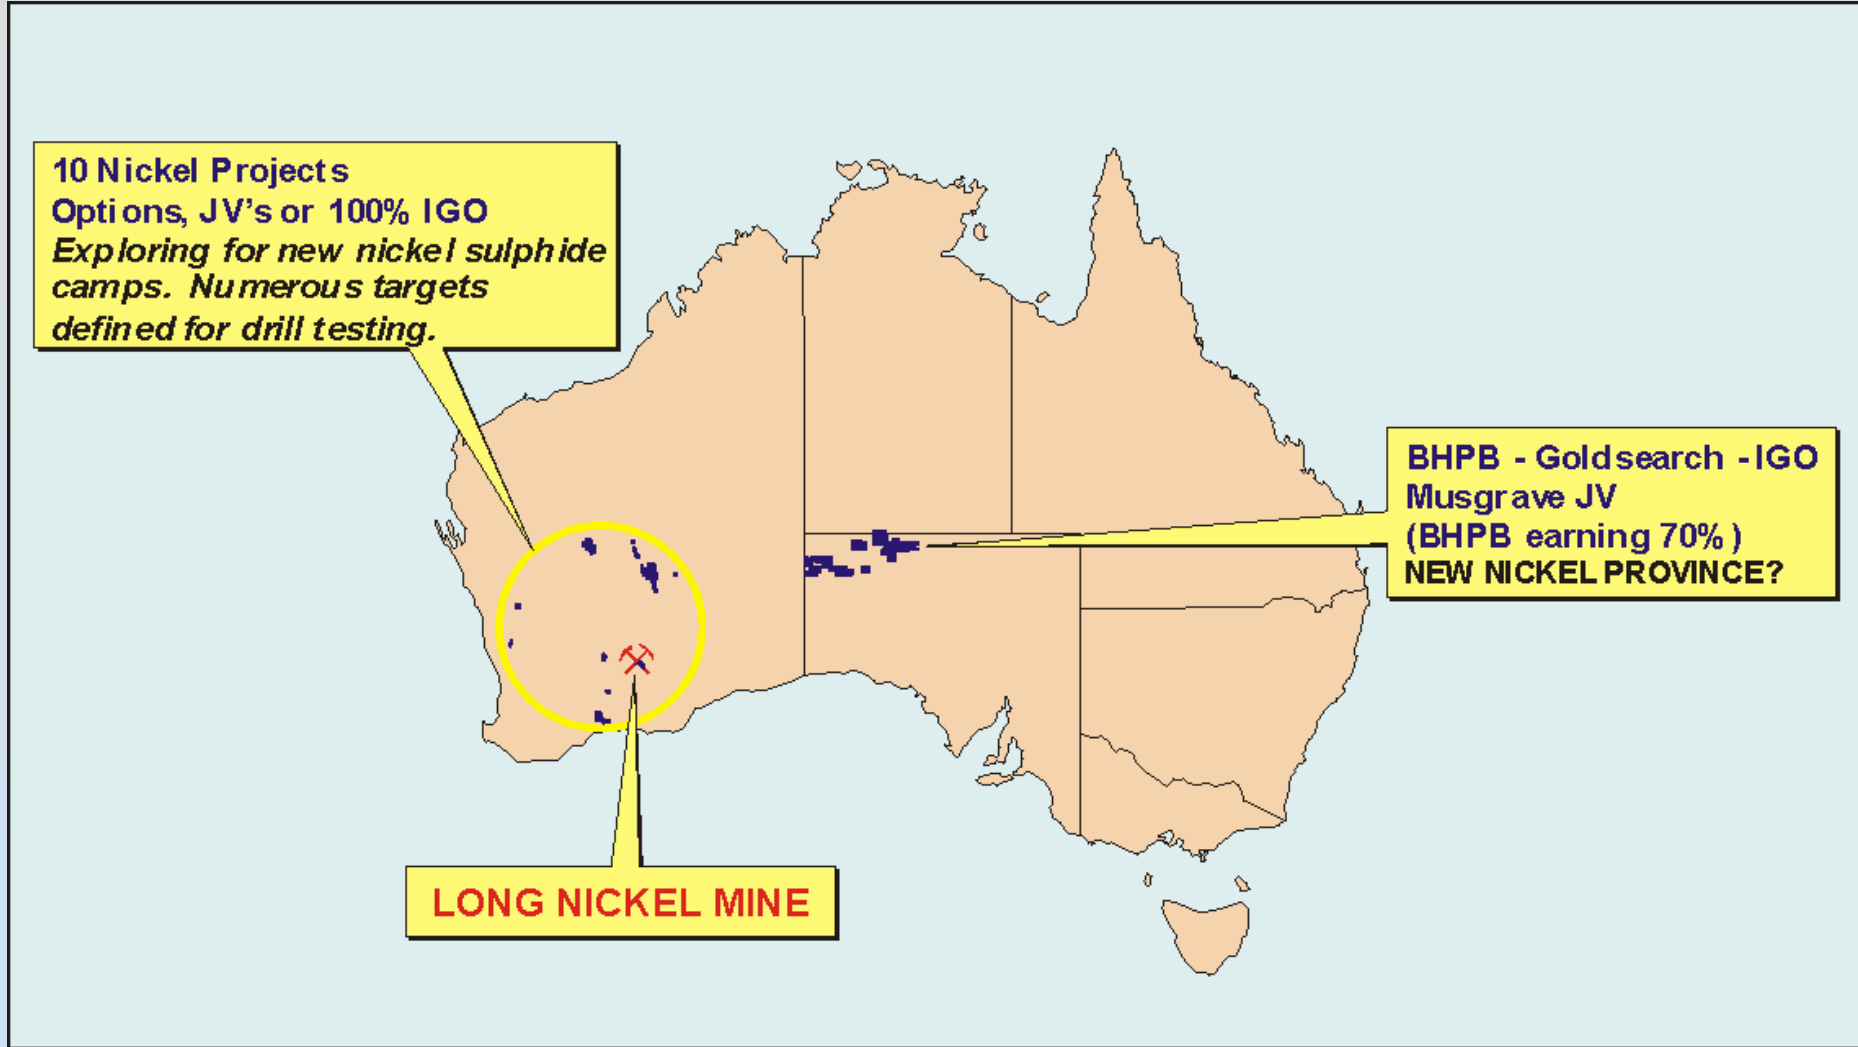 10 Nickel Projects
Options, JV's or 100% IGO
Exploring for new nickel sulphide
camps. Numerous targets
defined for drill testing.
BHPB - Goldsearch - IGO
Musgrave JV
(BHPB earning 70%)
NEW NICKEL PROVINCE?
LONG NICKEL MINE